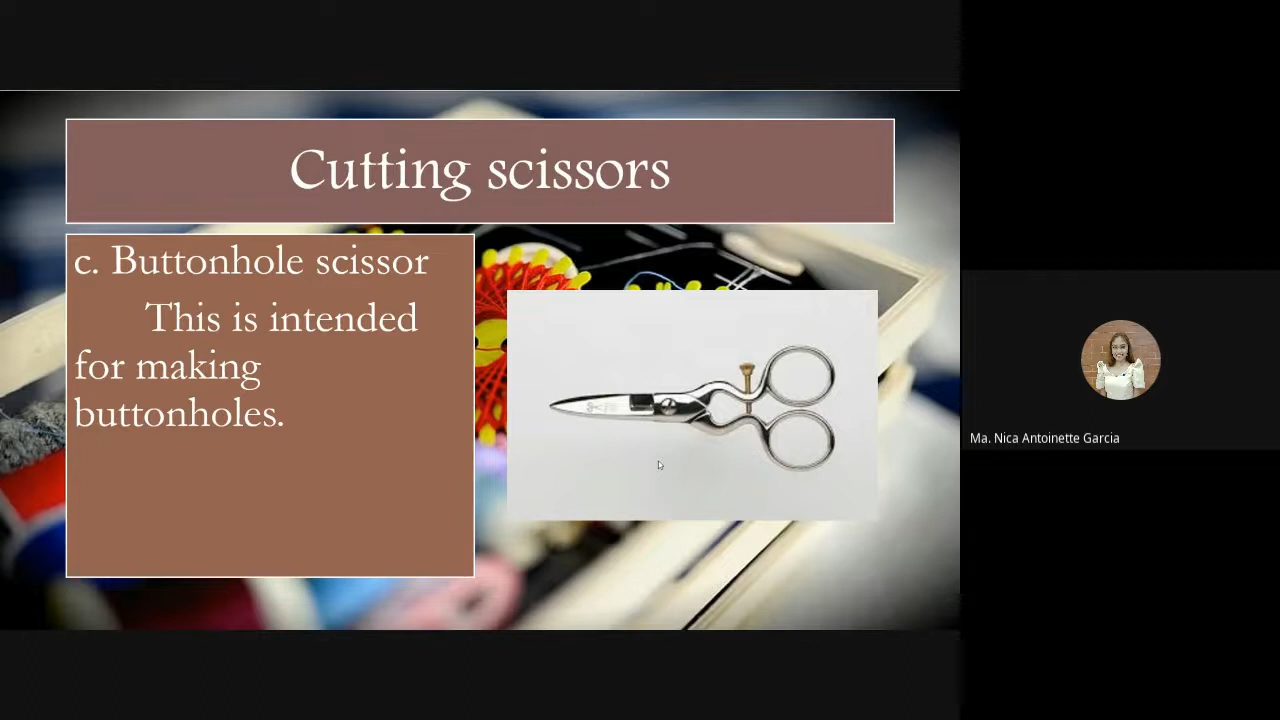 Cutting scissors
c. Buttonhole scissor
This is intended
for making
buttonholes.
Ma. Nica Antoinette Garcia